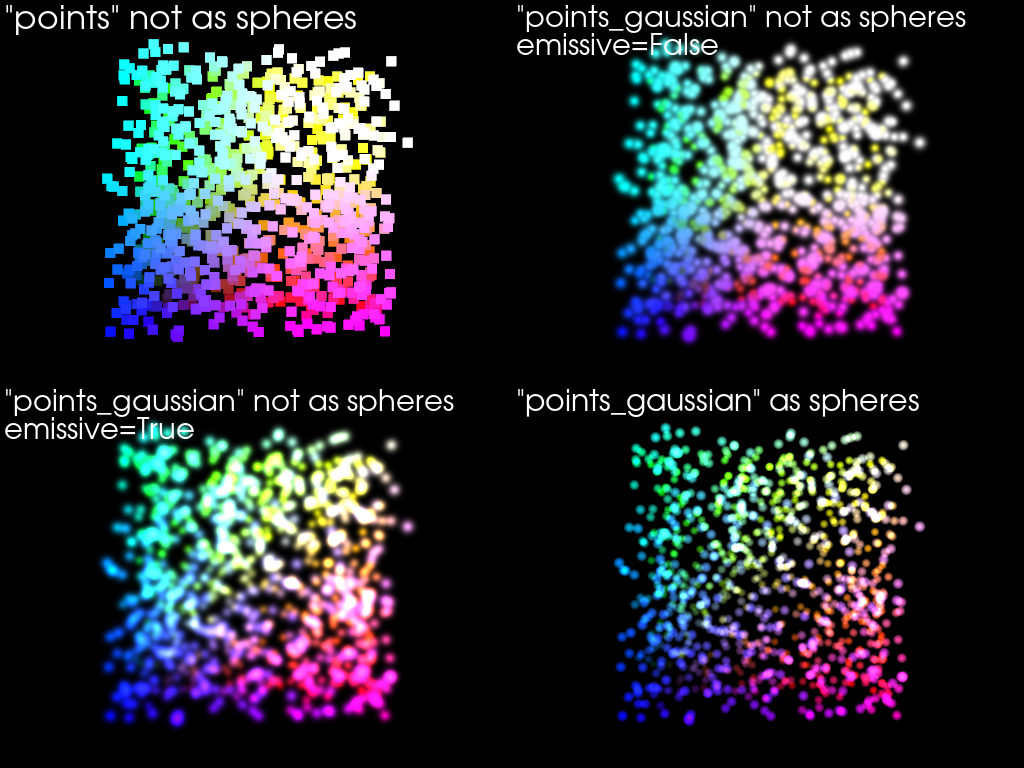 "points" not as spheres
"points_gaussian" not as spheres
emissive=False
"points_gaussian" not as spheres
emissive=True
"points_gaussian" as spheres